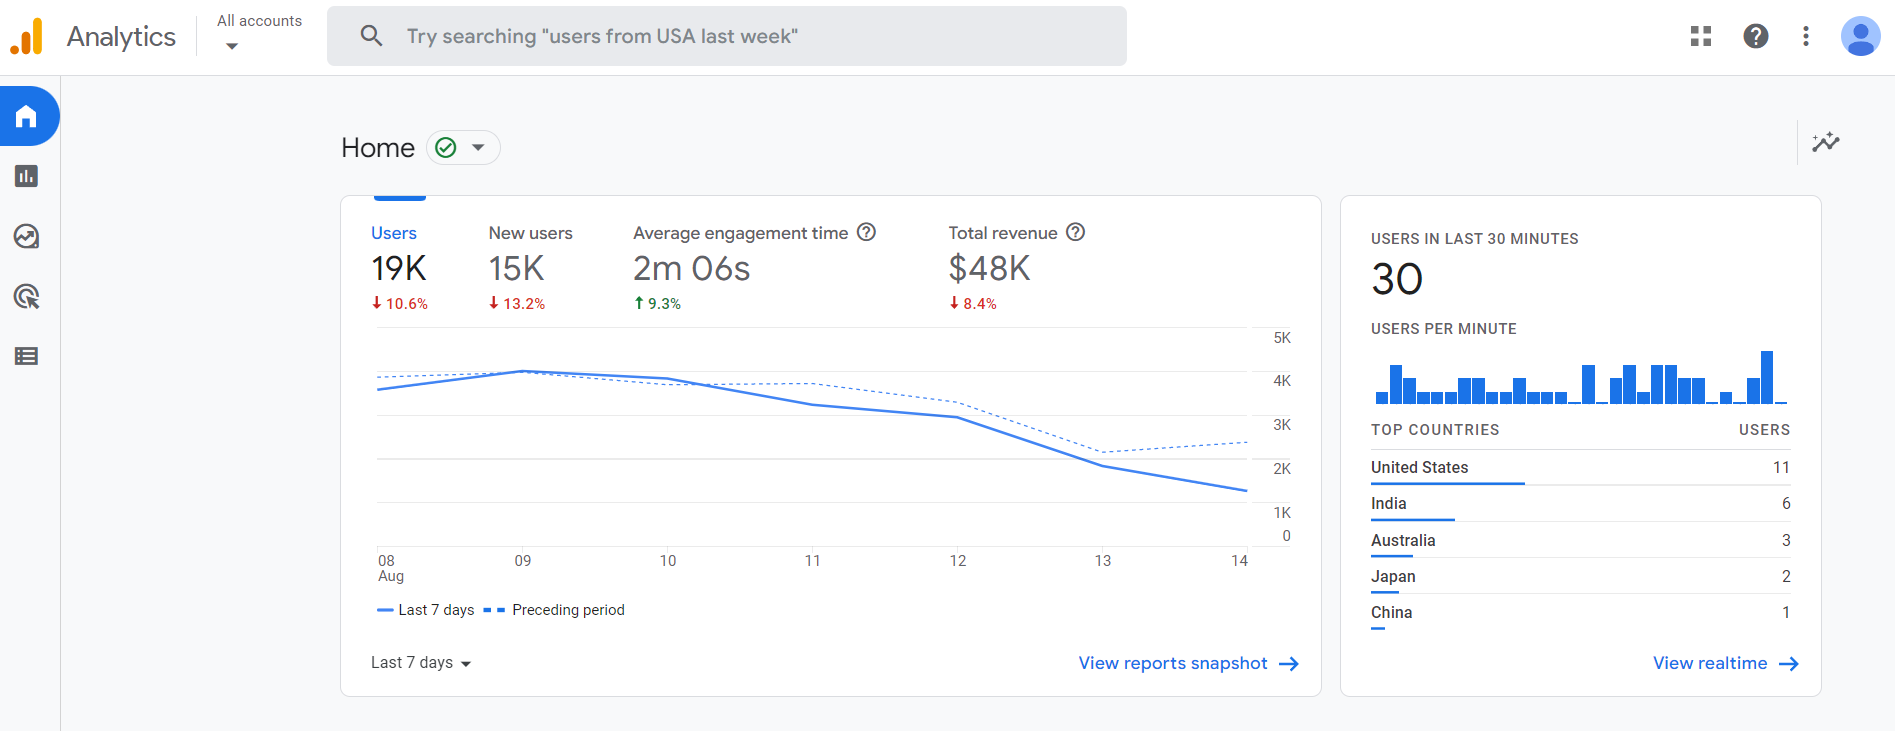 Analytics
All accounts
Try searching "users from USA last week"
Home
Users
19K
10.6%
New users
15K
13.2%
Average engagement time
2m 06s
9.3%
Total revenue
$48K
8.4%
5K
4K
3K
2K
1K
0
08
Aug
09
10
11
12
13
14
Last 7 days
Preceding period
Last 7 days
View reports snapshot
USERS IN LAST 30 MINUTES
30
USERS PER MINUTE
TOP COUNTRIES USERS
United States 11
India 6
Australia 3
Japan 2
China 1
View realtime